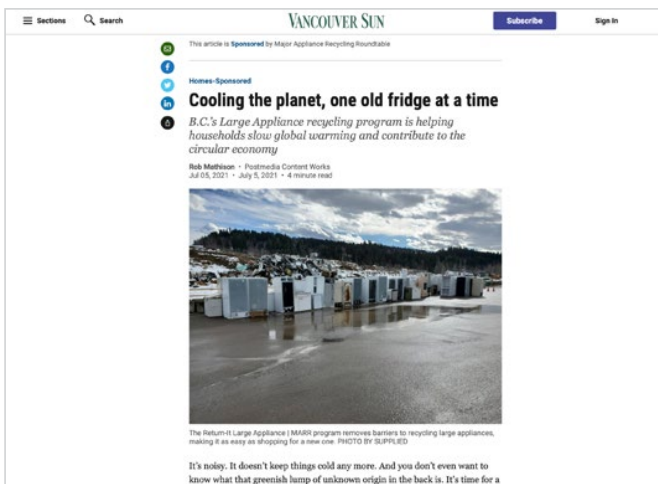 Sections
Search
VANCOUVER SUN
Subscribe
Sign In
This article is Sponsored by Major Appliance Recycling Roundtable
Homes-Sponsored
Cooling the planet, one old fridge at a time
B.C.'s Large Appliance recycling program is helping
households slow global warming and contribute to the
circular economy
Rob Mathison • Postmedia Content Works
Jul 05, 2021 • July 5, 2021 • 4 minute read
The Return-It Large Appliance | MARR program removes barriers to recycling large appliances,
making it as easy as shopping for a new one. PHOTO BY SUPPLIED
It's noisy. It doesn't keep things cold any more. And you don't even want to
know what that greenish lump of unknown origin in the back is. It's time for a